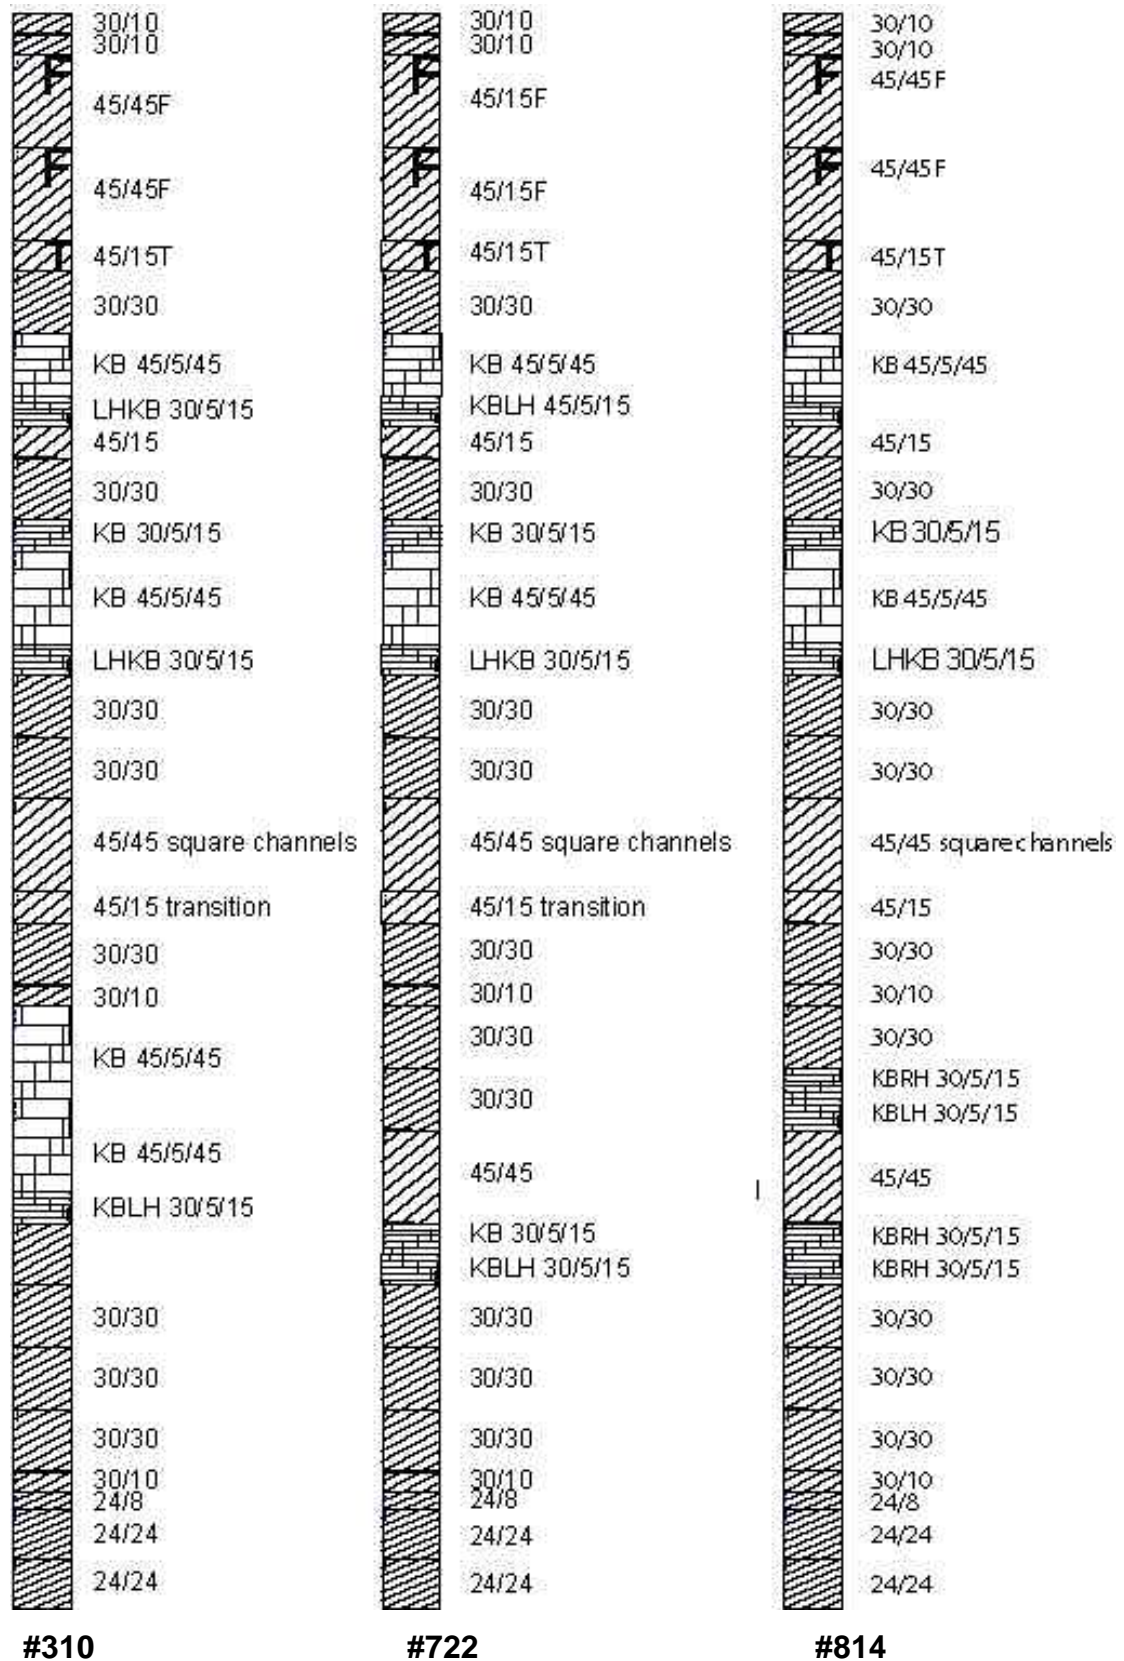 30/10
30/10
F
45/45F
F
45/45F
T
45/15T
30/30
KB 45/5/45
LHKB 30/5/15
45/15
30/30
KB 30/5/15
KB 45/5/45
LHKB 30/5/15
30/30
30/30
45/45 square channels
45/15 transition
30/30
30/10
KB 45/5/45
KB 45/5/45
KBLH 30/5/15
30/30
30/30
30/30
30/10
24/8
24/24
24/24
#310
30/10
30/10
F
45/15F
F
45/15F
T
45/15T
30/30
KB 45/5/45
KBLH 45/5/15
45/15
30/30
KB 30/5/15
KB 45/5/45
LHKB 30/5/15
30/30
30/30
45/45 square channels
45/15 transition
30/30
30/10
30/30
30/30
45/45
KB 30/5/15
KBLH 30/5/15
30/30
30/30
30/30
30/10
24/8
24/24
24/24
#722
30/10
30/10
F
45/45F
F
45/45F
T
45/15T
30/30
KB 45/5/45
45/15
30/30
KB 30/5/15
KB 45/5/45
LHKB 30/5/15
30/30
30/30
45/45 square channels
45/15
30/30
30/10
30/30
KBRH 30/5/15
KBLH 30/5/15
45/45
KBRH 30/5/15
KBRH 30/5/15
30/30
30/30
30/30
30/10
24/8
24/24
24/24
#814